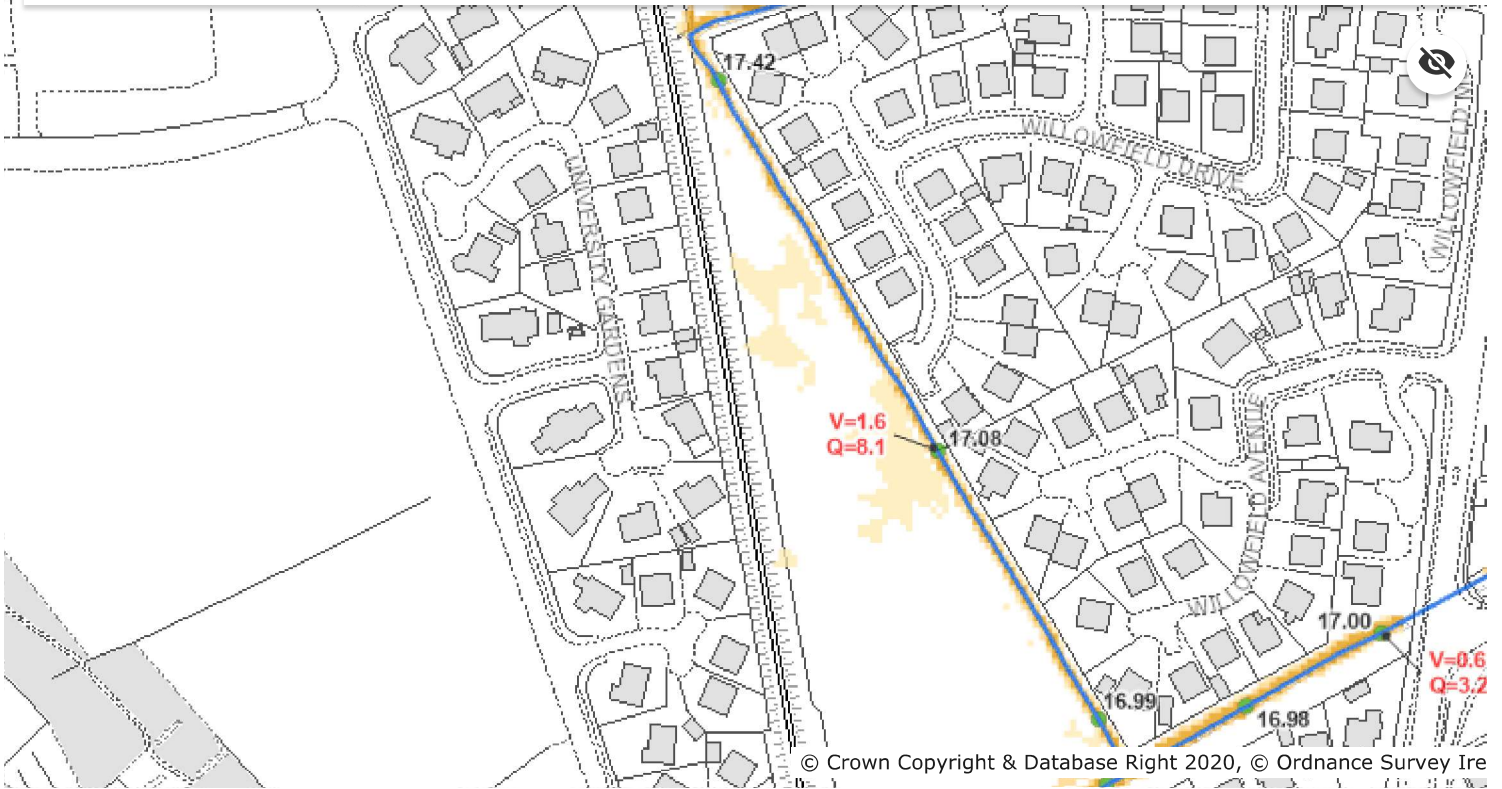 17.42
WILLOWFIELD DRIVE
UNIVERSITY GARDENS
V=1.6
Q=8.1
17.08
WILLOWFIELD AVENUE
17.00
V=0.6
Q=3.2
16.99
16.98
© Crown Copyright & Database Right 2020, © Ordnance Survey Ire